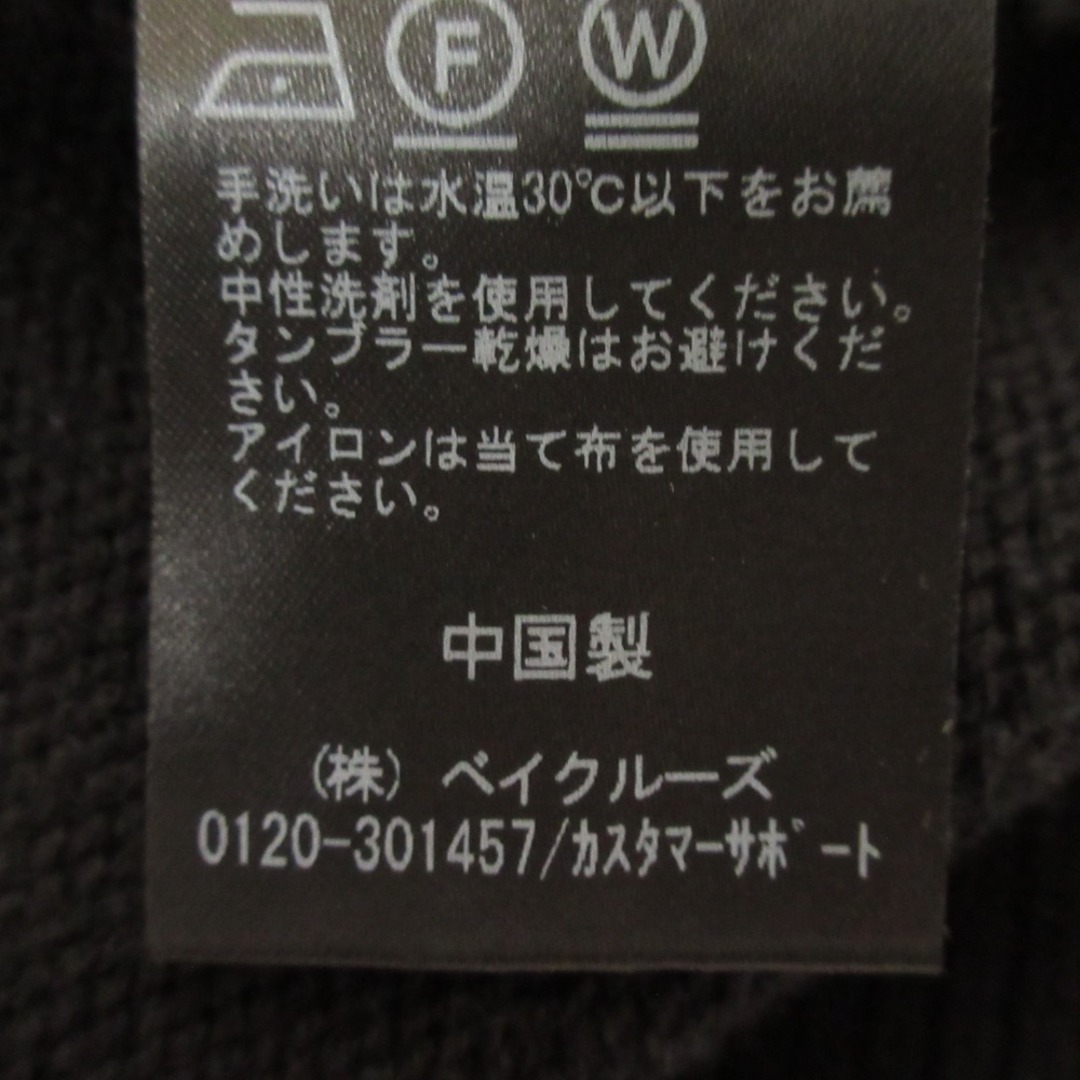 F W
手洗いは水温30℃以下をお薦
めします。
中性洗剤を使用してください。
タンブラー乾燥はお避けくだ
さい。
アイロンは当て布を使用して
ください。
中国製
(株) ベイクルーズ
0120-301457/ｶｽﾀﾏｰｻﾎﾟｰﾄ